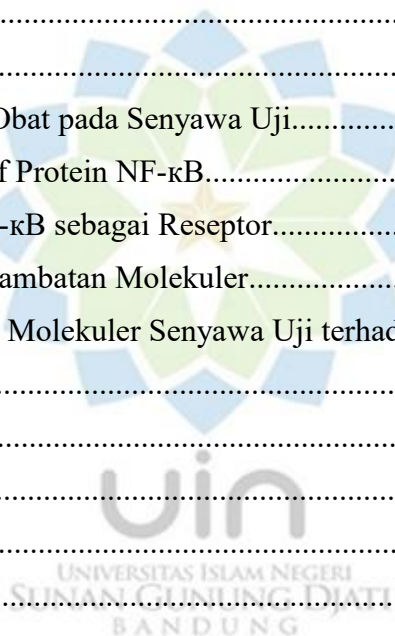 ................................................
................................................
Obat pada Senyawa Uji..............
f Protein NF-κB..........................
-κB sebagai Reseptor.................
ambatan Molekuler....................
Molekuler Senyawa Uji terhad
................................................
................................................
................................................
uin
................................................
UNIVERSITAS ISLAM NEGERI
SUNAN GUNUNG DJATI
................................................
BANDUNG